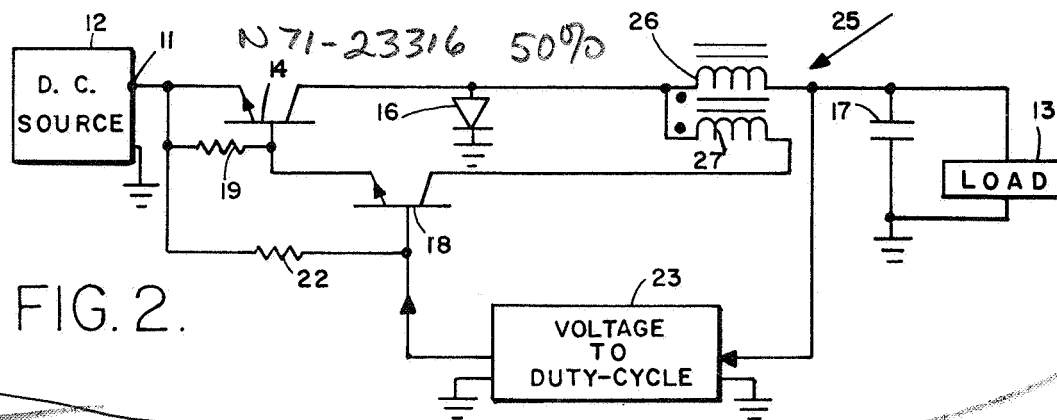 12
11
N71-23316 50%
14
26
25
D. C.
SOURCE
16
17
13
19
27
LOAD
18
22
23
FIG. 2.
VOLTAGE
TO
DUTY-CYCLE